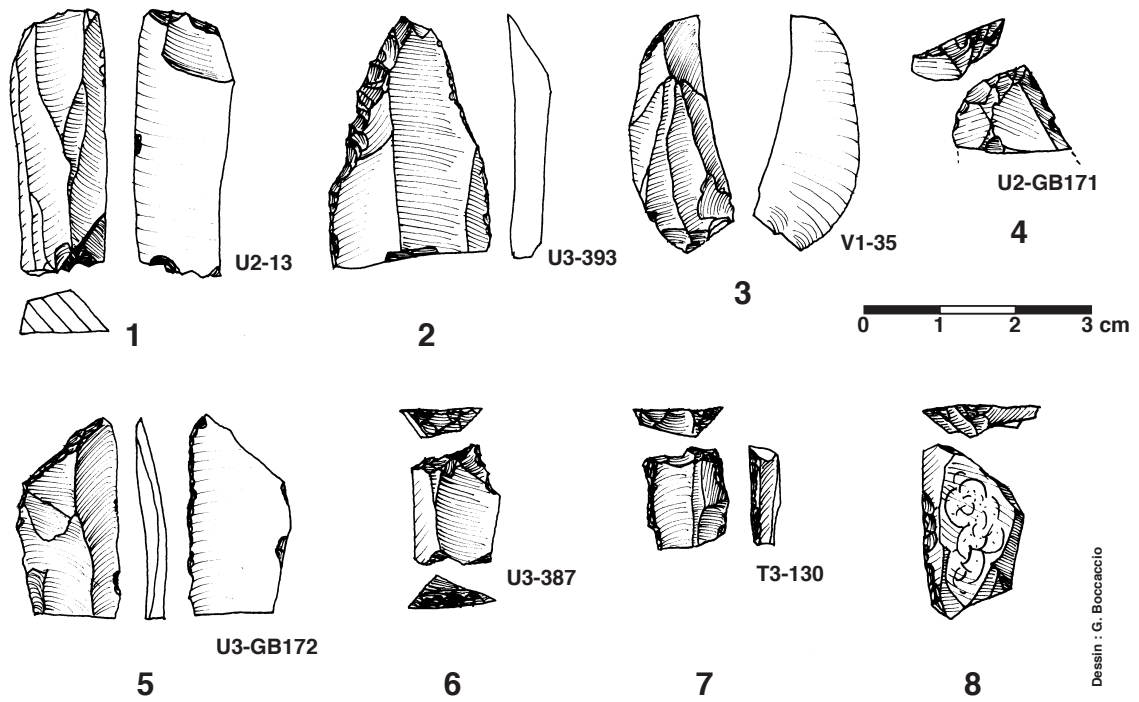 U2-13
1
U3-393
2
V1-35
3
U2-GB171
4
0 1 2 3 cm
U3-GB172
5
U3-387
6
T3-130
7
8
Dessin : G. Boccaccio